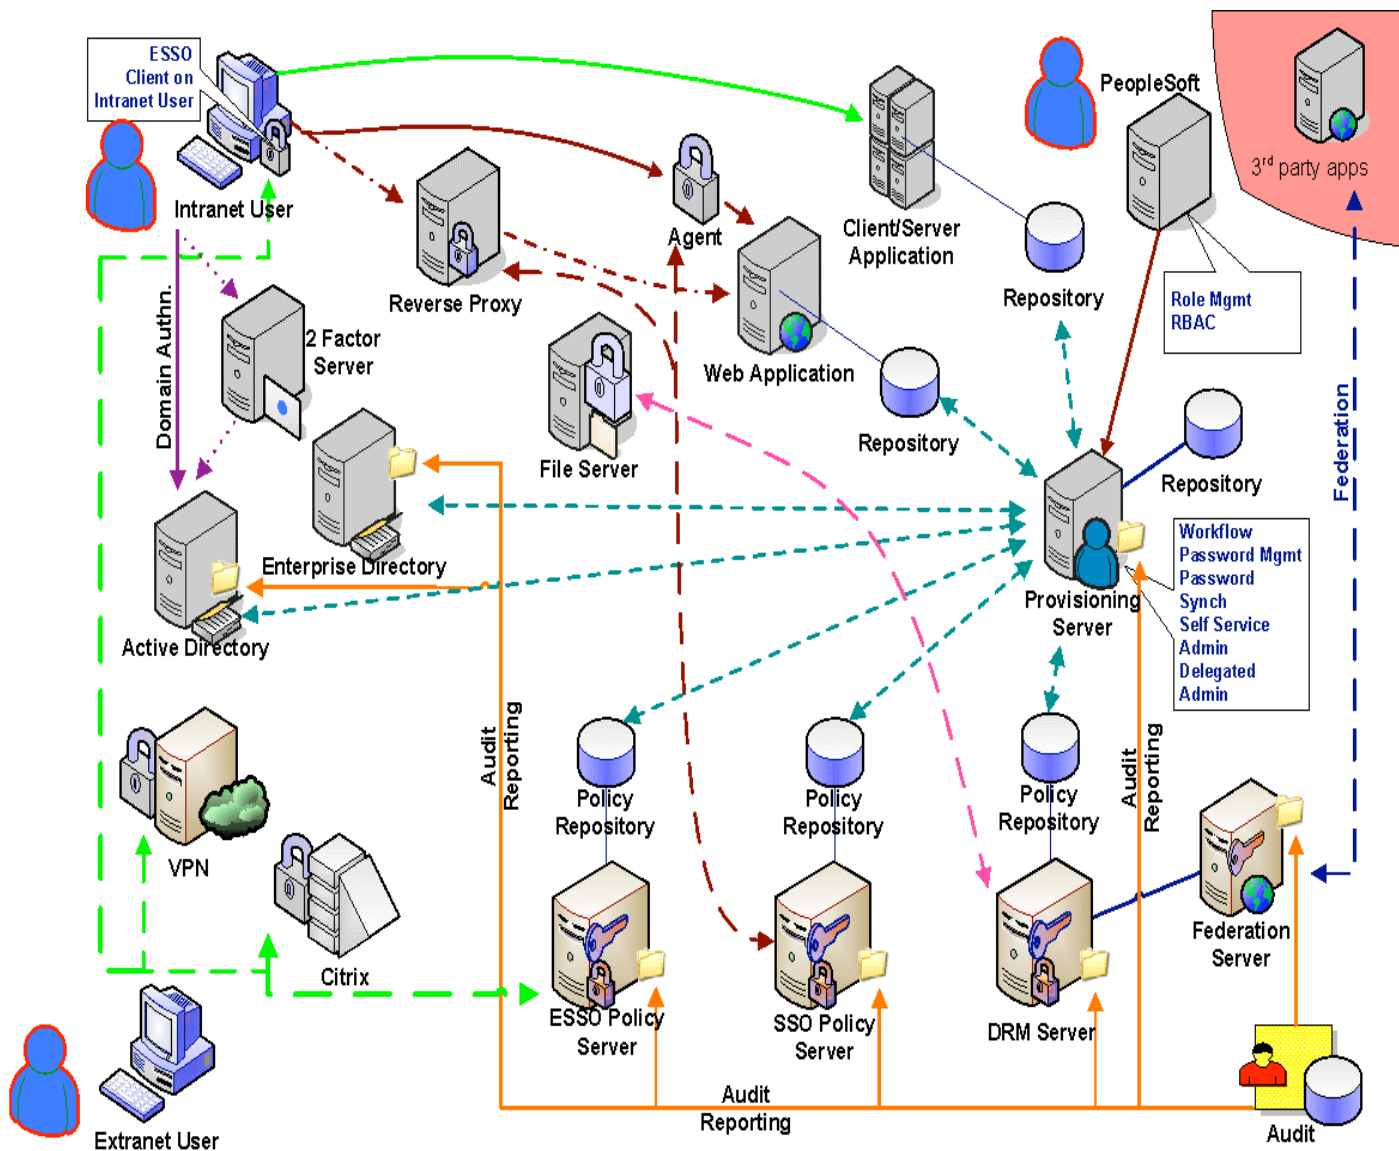 ESSO
Client on
Intranet User
PeopleSoft
3rd party apps
Intranet User
Agent
Client/Server
Application
Reverse Proxy
Repository
Role Mgmt
RBAC
Domain Authn.
2 Factor
Server
Web Application
Repository
File Server
Repository
Federation
Enterprise Directory
Active Directory
Provisioning
Server
Workflow
Password Mgmt
Password
Synch
Self Service
Admin
Delegated
Admin
Audit
Reporting
Audit
Reporting
VPN
Policy
Repository
Policy
Repository
Policy
Repository
Citrix
Federation
Server
ESSO Policy
Server
SSO Policy
Server
DRM Server
Audit
Reporting
Extranet User
Audit